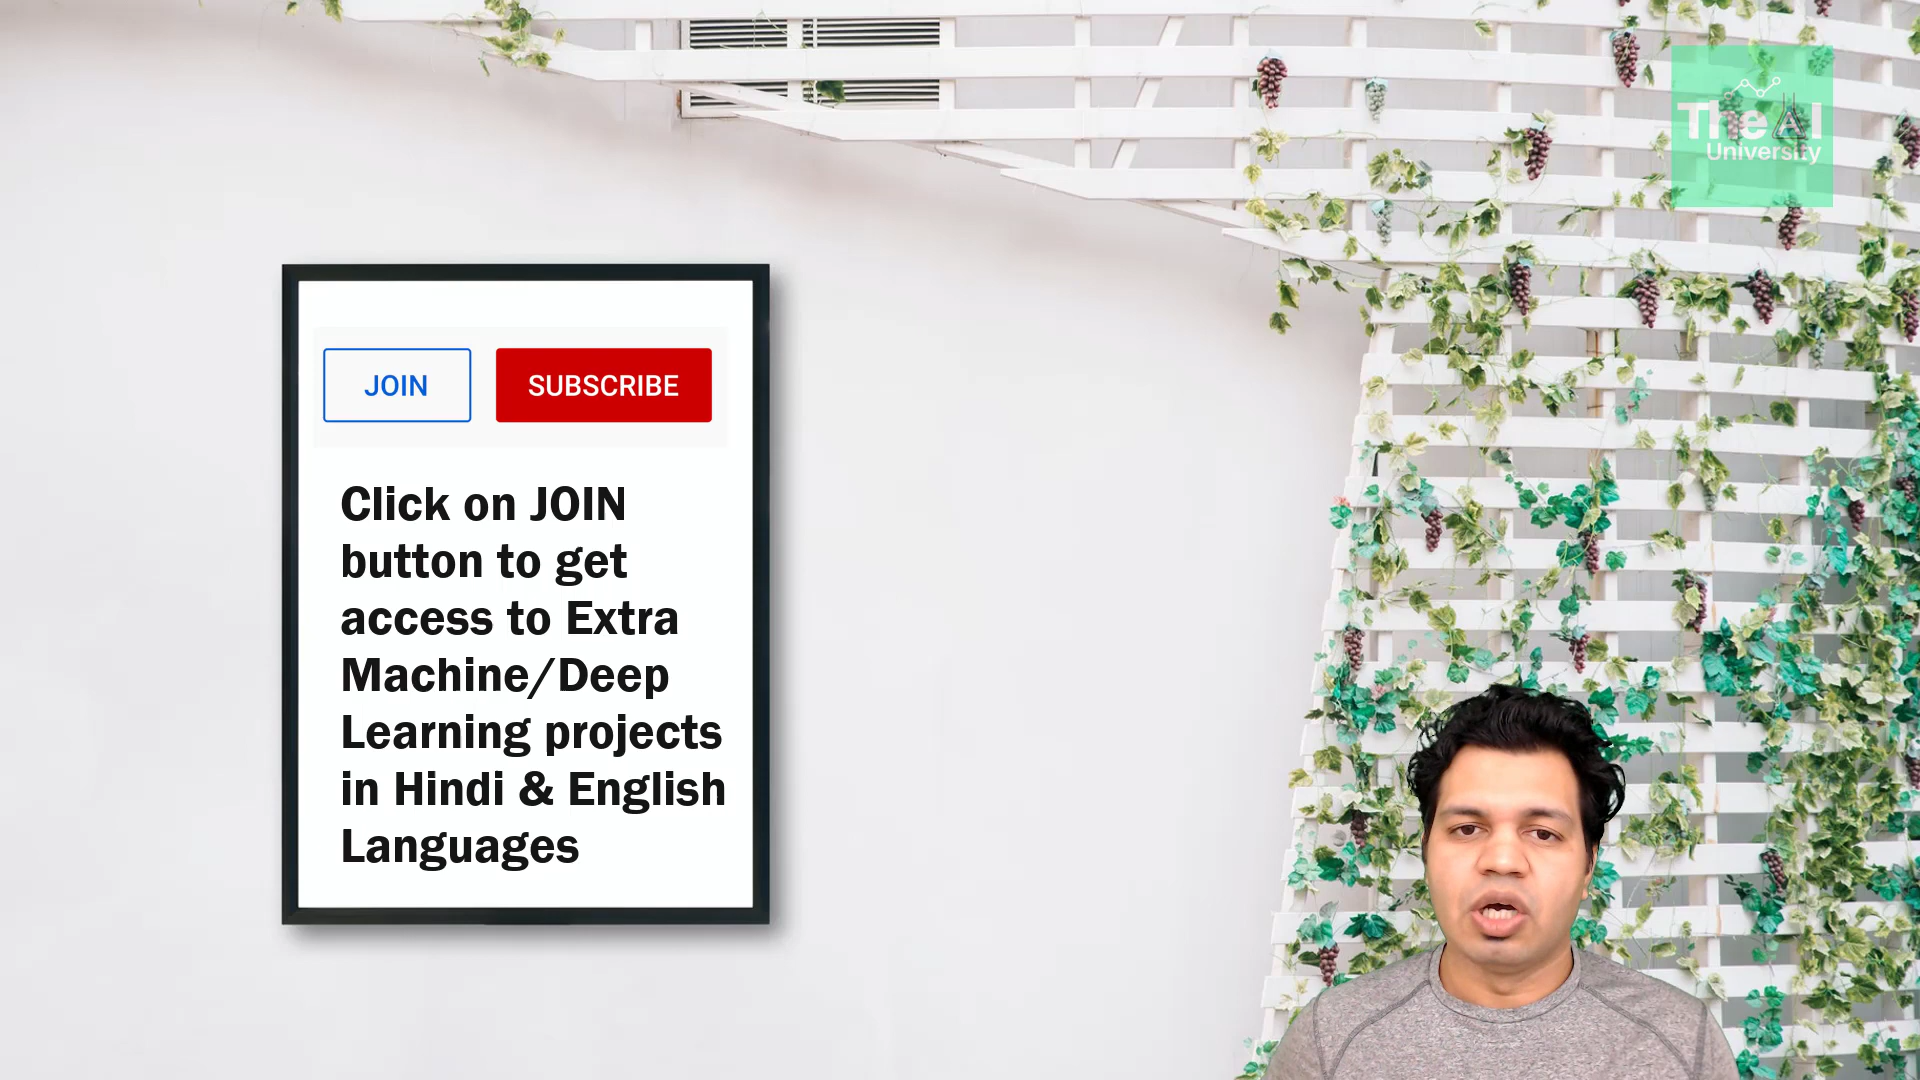 The AI
University
JOIN SUBSCRIBE
Click on JOIN
button to get
access to Extra
Machine/Deep
Learning projects
in Hindi & English
Languages